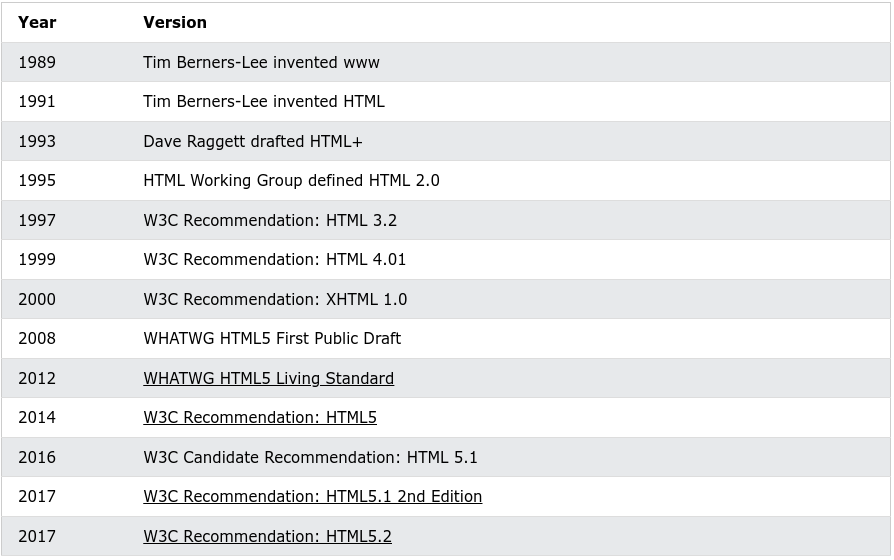 Year Version
1989 Tim Berners-Lee invented www
1991 Tim Berners-Lee invented HTML
1993 Dave Raggett drafted HTML+
1995 HTML Working Group defined HTML 2.0
1997 W3C Recommendation: HTML 3.2
1999 W3C Recommendation: HTML 4.01
2000 W3C Recommendation: XHTML 1.0
2008 WHATWG HTML5 First Public Draft
2012 WHATWG HTML5 Living Standard
2014 W3C Recommendation: HTML5
2016 W3C Candidate Recommendation: HTML 5.1
2017 W3C Recommendation: HTML5.1 2nd Edition
2017 W3C Recommendation: HTML5.2